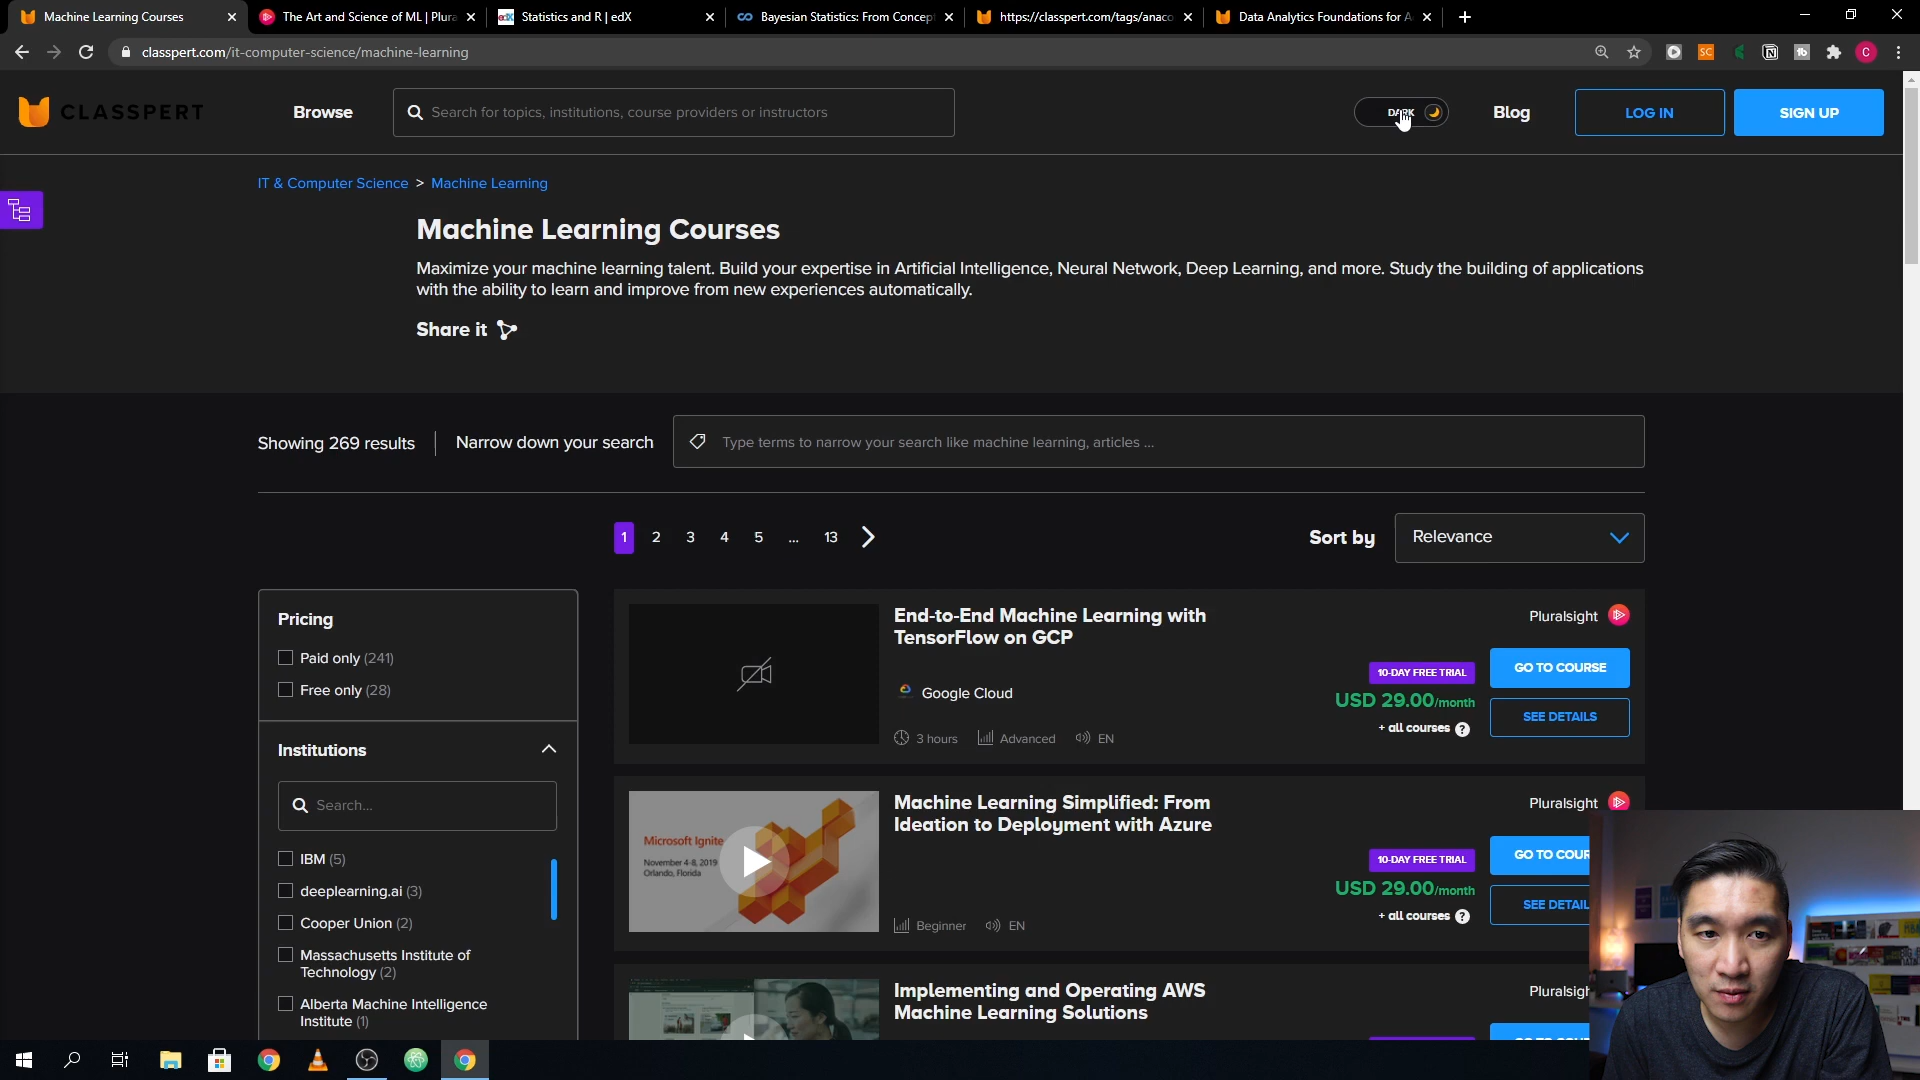 Machine Learning Courses
The Art and Science of ML | Plura
Statistics and R | edX
Bayesian Statistics: From Concep
https://classpert.com/tags/anaco
Data Analytics Foundations for A
classpert.com/it-computer-science/machine-learning
CLASSPERT
Browse
Search for topics, institutions, course providers or instructors
DARK
Blog
LOG IN
SIGN UP
IT & Computer Science > Machine Learning
Machine Learning Courses
Maximize your machine learning talent. Build your expertise in Artificial Intelligence, Neural Network, Deep Learning, and more. Study the building of applications
with the ability to learn and improve from new experiences automatically.
Share it
Showing 269 results
Narrow down your search
Type terms to narrow your search like machine learning, articles ...
1 2 3 4 5 ... 13
Sort by
Relevance
Pricing
Paid only (241)
Free only (28)
Institutions
Search...
IBM (5)
deeplearning.ai (3)
Cooper Union (2)
Massachusetts Institute of
Technology (2)
Alberta Machine Intelligence
Institute (1)
End-to-End Machine Learning with
TensorFlow on GCP
Google Cloud
3 hours
Advanced
EN
Pluralsight
10-DAY FREE TRIAL
USD 29.00/month
+ all courses ?
GO TO COURSE
SEE DETAILS
Microsoft Ignite
November 4-8, 2019
Orlando, Florida
Machine Learning Simplified: From
Ideation to Deployment with Azure
Beginner
EN
Pluralsight
10-DAY FREE TRIAL
USD 29.00/month
+ all courses ?
GO TO COUR
SEE DETAIL
Implementing and Operating AWS
Machine Learning Solutions
Pluralsigh